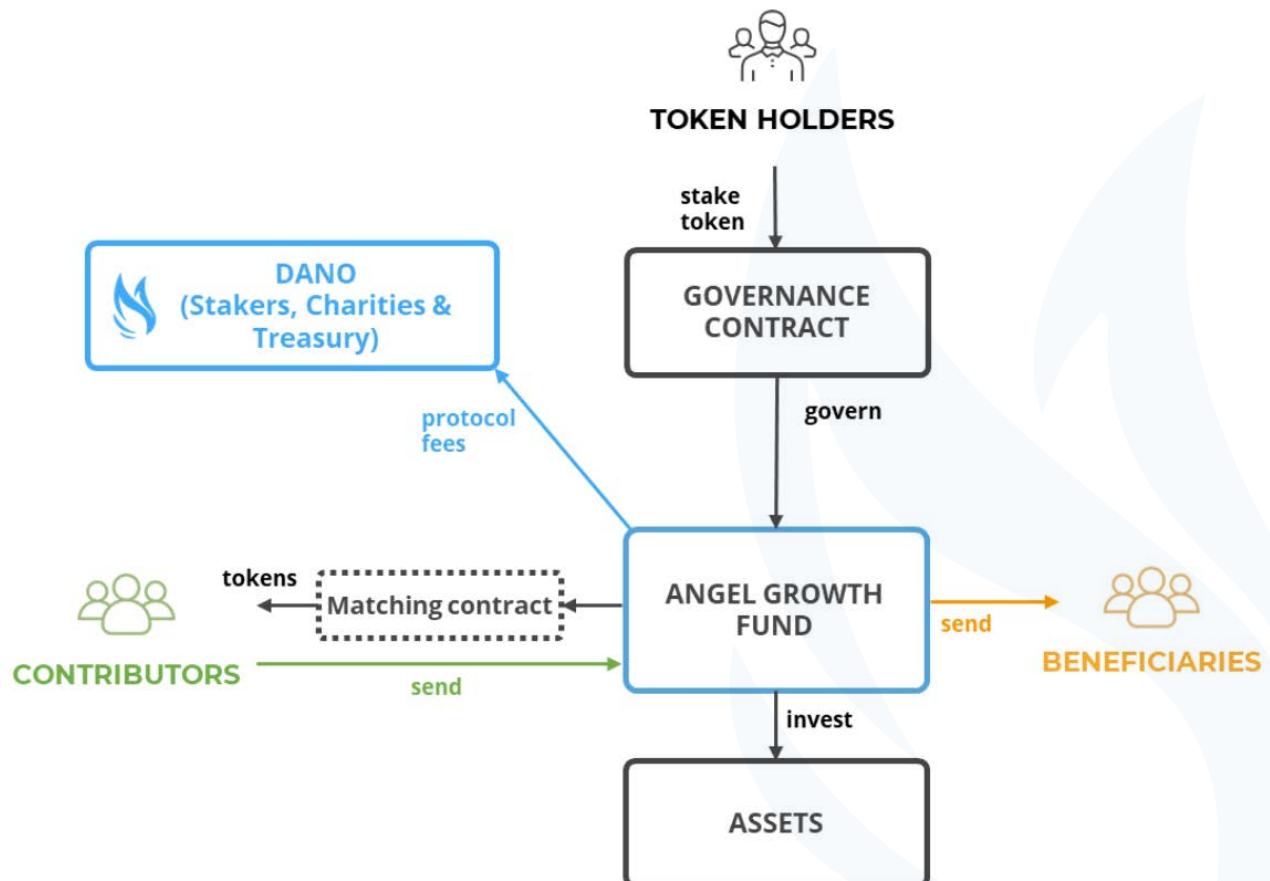 TOKEN HOLDERS
stake
token
DANO
(Stakers, Charities &
Treasury)
GOVERNANCE
CONTRACT
govern
protocol
fees
tokens
Matching contract
ANGEL GROWTH
FUND
send
BENEFICIARIES
CONTRIBUTORS
send
invest
ASSETS